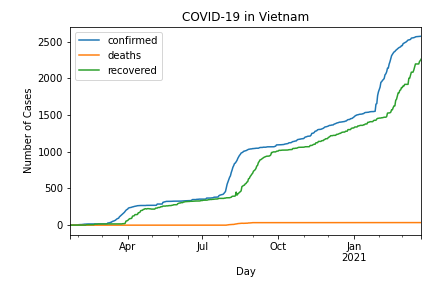 COVID-19 in Vietnam
confirmed
deaths
recovered
Number of Cases
2500
2000
1500
1000
500
0
Apr
Jul
Oct
Jan
2021
Day